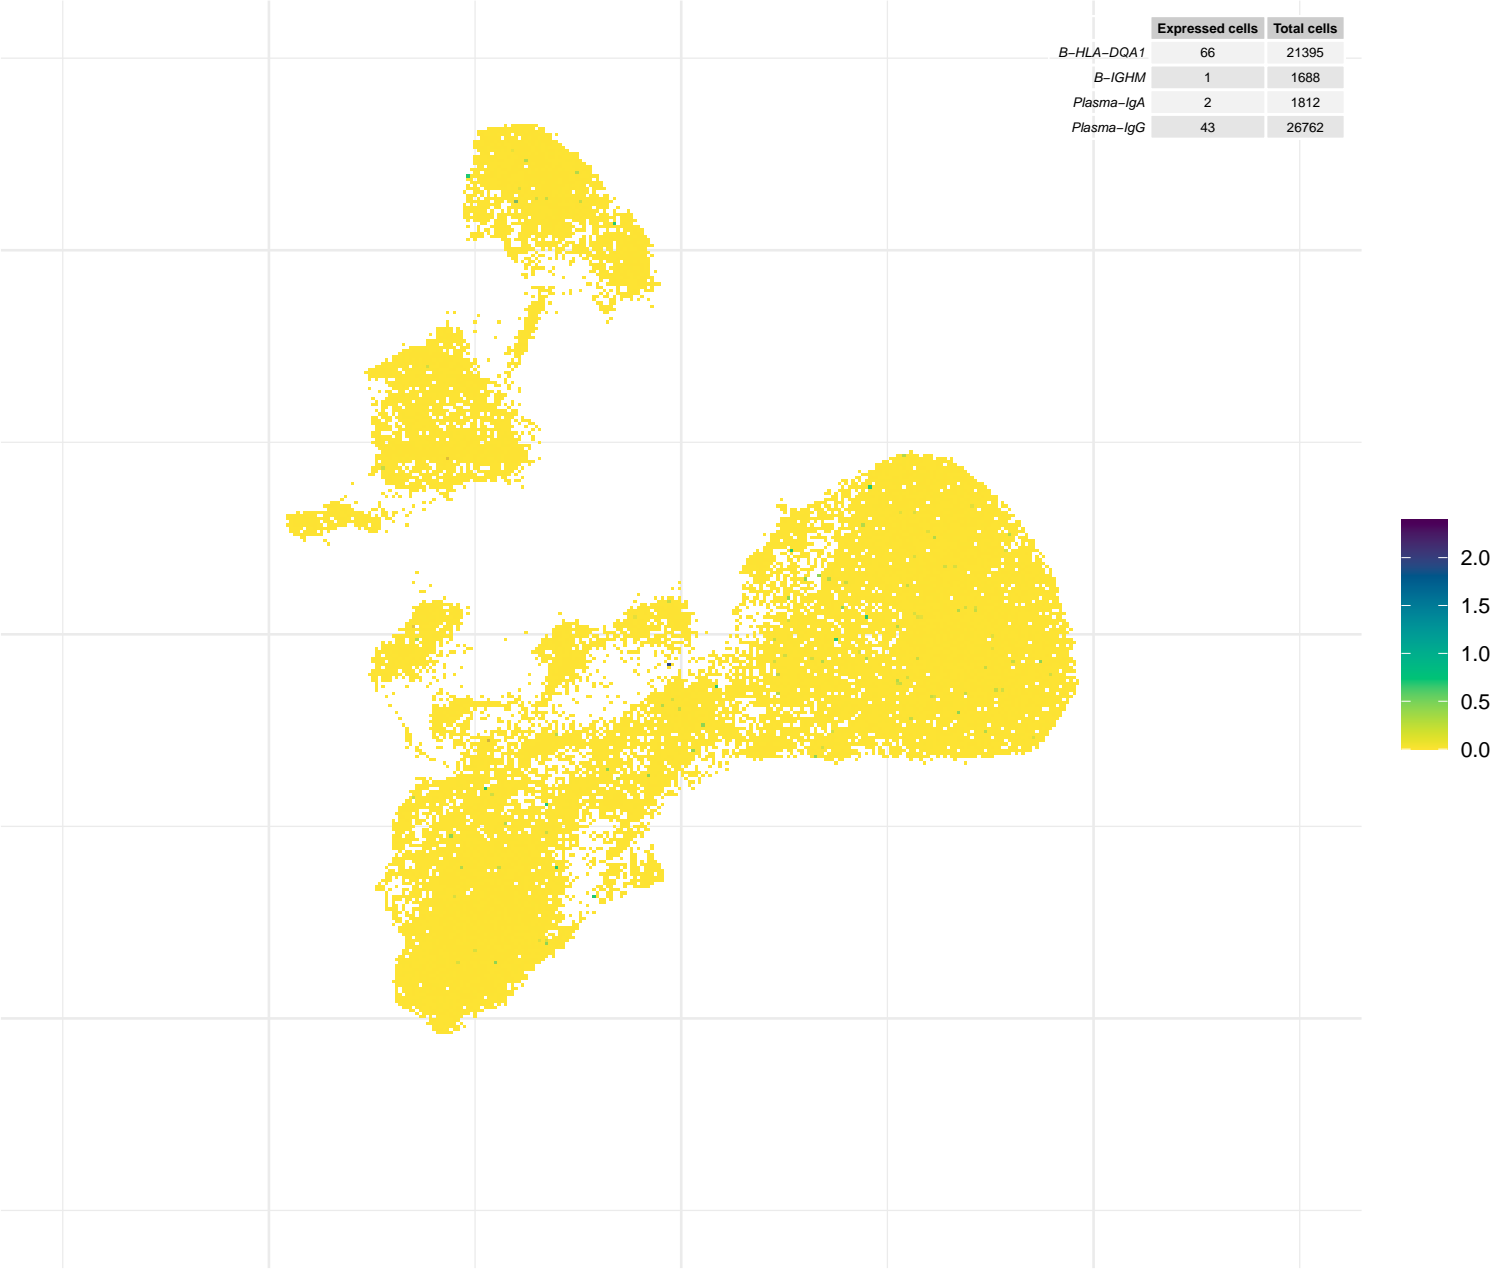 Expressed cells Total cells
B−HLA−DQA1 66 21395
B−IGHM 1 1688
Plasma−IgA 2 1812
Plasma−IgG 43 26762
2.0
1.5
1.0
0.5
0.0